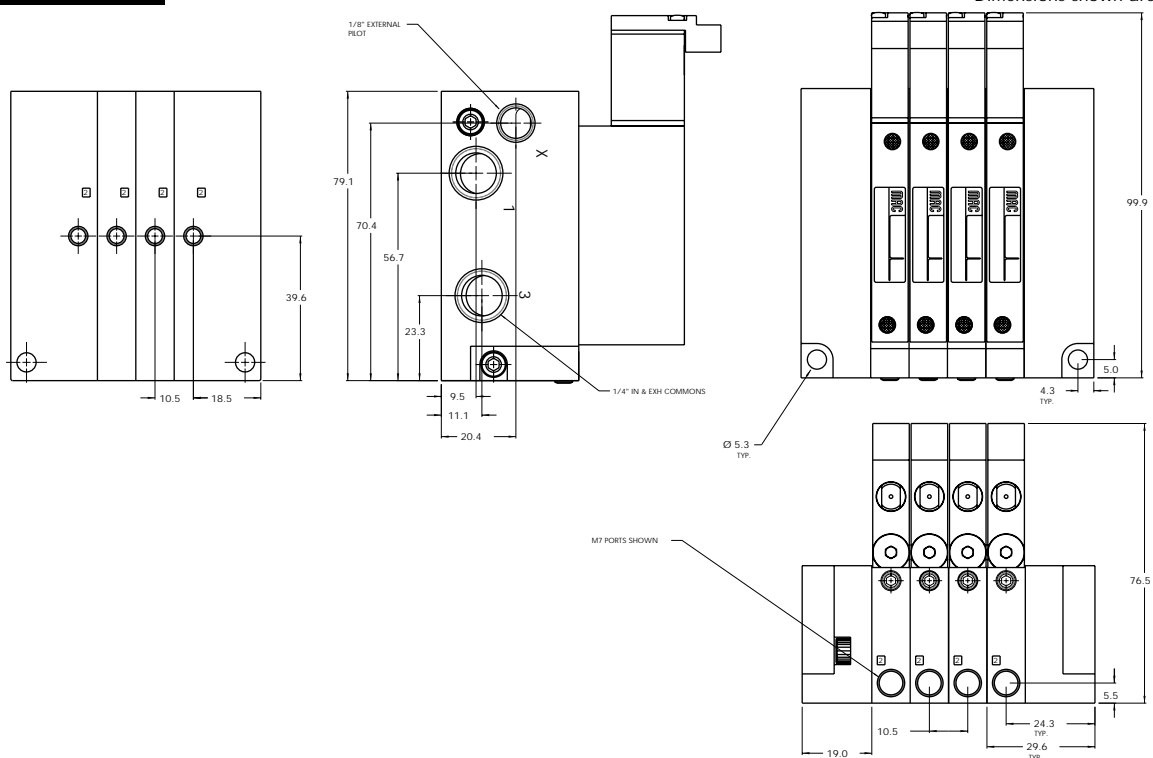 Dimensions shown are
1/8" EXTERNAL
PILOT
X
1
3
79.1
70.4
56.7
23.3
9.5
11.1
20.4
1/4" IN & EXH COMMONS
2
2
2
2
39.6
10.5
18.5
MAC
MAC
MAC
MAC
99.9
5.0
4.3
TYP.
Ø 5.3
TYP.
M7 PORTS SHOWN
2
2
2
2
76.5
5.5
10.5
24.3
TYP.
19.0
29.6
TYP.